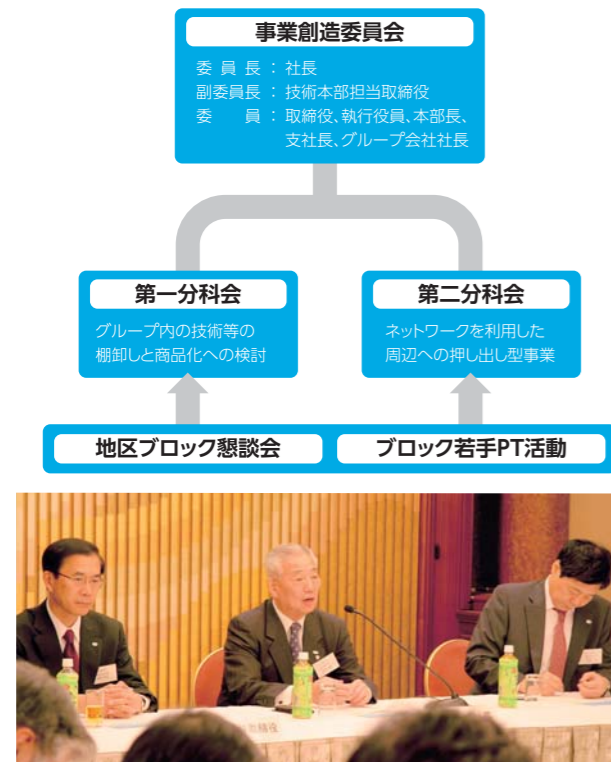 事業創造委員会
委員長：社長
副委員長：技術本部担当取締役
委員：取締役、執行役員、本部長、
支社長、グループ会社社長
第一分科会
グループ内の技術等の
棚卸しと商品化への検討
第二分科会
ネットワークを利用した
周辺への押し出し型事業
地区ブロック懇談会
ブロック若手PT活動
取締役